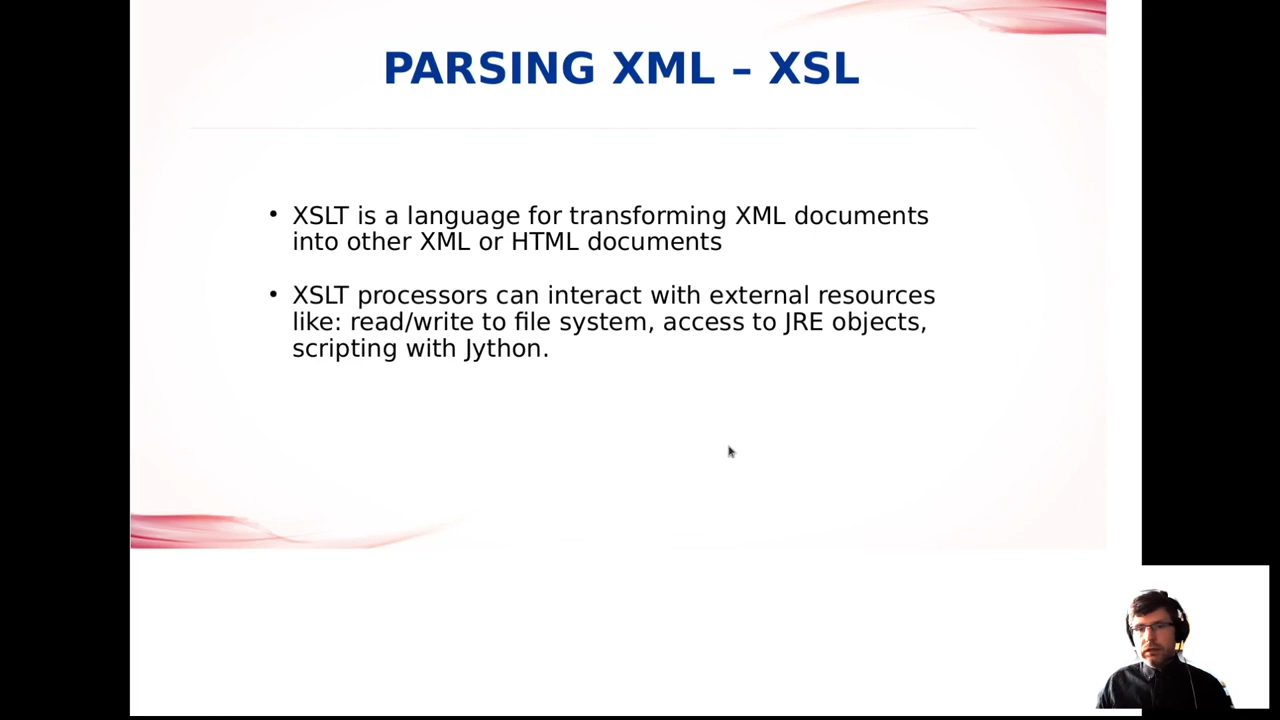 PARSING XML – XSL
• XSLT is a language for transforming XML documents
into other XML or HTML documents
• XSLT processors can interact with external resources
like: read/write to file system, access to JRE objects,
scripting with Jython.